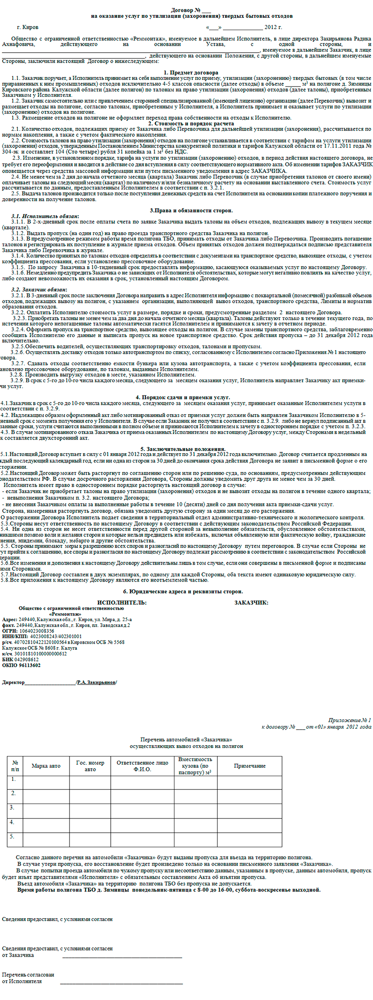 Договор № ___
на оказание услуг по утилизации (захоронения) твердых бытовых отходов
г. Киров «___» ______________ 2012 г.
Общество с ограниченной ответственностью «Реммонтаж», именуемое в дальнейшем Исполнитель, в лице директора Закирьянова Радика
Ахнафовича, действующего на основании Устава, с одной стороны, и
______________________________, именуемое в дальнейшем Заказчик, в лице
______________________________, действующего на основании Положения, с другой стороны, в дальнейшем именуемые
Стороны, заключили настоящий Договор о нижеследующем:
1. Предмет договора
1.1. Заказчик поручает, а Исполнитель принимает на себя выполнение услуг по приему, утилизации (захоронению) твердых бытовых (в том числе
приравненных к ним промышленных) отходов исключительно 4-5 классов опасности (далее отходы) в объеме _____ м³ на полигоне д. Зимницы
Кировского района Калужской области (далее полигон) по талонам на право утилизации (захоронения) отходов (далее талоны), приобретенным
Заказчиком у Исполнителя.
1.2. Заказчик самостоятельно или с привлечением сторонней специализированной (имеющей лицензию) организации (далее Перевозчик) вывозит и
размещает отходы на полигоне, согласно талонам, приобретенным у Исполнителя, а Исполнитель принимает и оказывает услуги по утилизации
(захоронению) отходов на полигоне.
1.3. Размещение отходов на полигоне не оформляет переход права собственности на отходы к Исполнителю.
2. Стоимость и порядок расчета
2.1. Количество отходов, подлежащих приему от Заказчика либо Перевозчика для дальнейшей утилизации (захоронения), рассчитывается по
нормам накопления, а также с учетом фактического накопления.
2.2. Стоимость талонов на право утилизации (захоронения) отходов на полигоне устанавливается в соответствии с тарифом на услуги утилизации
(захоронения) отходов, утвержденным Постановлением Министерства конкурентной политики и тарифов Калужской области от 17.11.2011 года №
304-эк и составляет 104 (Сто четыре) рубля 31 копейка за 1 м³ без НДС.
2.3. Изменение, в установленном порядке, тарифа на услуги по утилизации (захоронению) отходов, в период действия настоящего договора, не
требует его переоформления и вводится в действие со дня вступления в силу соответствующего нормативного акта. Об изменении тарифов ЗАКАЗЧИК
оповещается через средства массовой информации или путем письменного уведомления в адрес ЗАКАЗЧИКА.
2.4. Не менее чем за 2 дня до начала отчетного месяца (квартала) Заказчик либо Перевозчик (в случае приобретения талонов от своего имени)
оплачивает талоны на следующий месяц (квартал) по наличному и/или безналичному расчету на основании выставленного счета. Стоимость услуг
рассчитывается по данным, предоставленным Исполнителем в соответствии с п. 3.2.1.
2.5. Выдача талонов производится только после поступления денежных средств на счет Исполнителя на основании копии платежного поручения и
доверенности на получение талонов.
3.Права и обязанности сторон.
3.1. Исполнитель обязан:
3.1.1. В 2-х-дневный срок после оплаты счета по заявке Заказчика выдать талоны на объем отходов, подлежащих вывозу в текущем месяце
(квартале).
3.1.2. Выдать пропуск (на один год) на право проезда транспортного средства Заказчика на полигон.
3.1.3. В предусмотренное режимом работы время полигона ТБО, принимать отходы от Заказчика либо Перевозчика. Производить погашение
талонов и регистрировать их поступление в журнале приема отходов. Объем принятых отходов должен подтверждаться подписью представителя
Заказчика либо Перевозчика в журнале.
3.1.4. Количество принятых по талонам отходов определять в соответствии с документами на транспортное средство, вывозящее отходы, с учетом
коэффициента прессования, если установлено прессовочное оборудование.
3.1.5. По запросу Заказчика в 10-тидневный срок предоставлять информацию, касающуюся оказываемых услуг по настоящему Договору.
3.1.6. Немедленно предупредить Заказчика о не зависящих от Исполнителя обстоятельствах, которые могут негативно повлиять на качество услуг,
либо создают невозможность их оказания в срок, установленный настоящим Договором.
3.2. Заказчик обязан:
3.2.1. В 3-дневный срок после заключения Договора направить в адрес Исполнителя информацию с поквартальной (помесячной) разбивкой объемов
отходов, подлежащих вывозу на полигон, с указанием организации, выполняющей вывоз отходов, транспортного средства, Лимиты и норматив
образования отходов.
3.2.2. Оплатить Исполнителю стоимость услуг в размере, порядке и сроки, предусмотренные разделом 2 настоящего Договора.
3.2.3. Приобретать талоны не менее чем за два дня до начала отчетного месяца (квартала). Талоны действуют только в течение текущего года, по
истечении которого непогашенные талоны автоматически гасятся Исполнителем и принимаются к зачету в отчетном периоде.
3.2.4. Оформить пропуск на транспортное средство, вывозящее отходы на полигон. В случае замены транспортного средства, заблаговременно
сообщить Исполнителю его данные и выписать пропуск на новое транспортное средство. Срок действия пропуска – до 31 декабря 2012 года
включительно.
3.2.5.Обеспечить водителей, осуществляющих транспортировку отходов, талонами и пропуском.
3.2.6. Осуществлять доставку отходов только автотранспортом по списку, согласованному с Исполнителем согласно Приложения № 1 настоящего
говора.
3.2.7. Сдавать отходы соответственно емкости бункера или кузова автотранспорта, а также с учетом коэффициента прессования, если
ановлено прессовочное оборудование, по талонам, выданным Исполнителем.
3.2.8. Производить выгрузку отходов в месте, указанном Исполнителем.
3.2.9. В срок с 5-го до 10-го числа каждого месяца, следующего за месяцем оказания услуг, Исполнитель направляет Заказчику акт приемки-
чи услуг.
4. Порядок сдачи и приемки услуг.
4.1.Заказчик в срок с 5-го до 10-го числа каждого месяца, следующего за месяцем оказания услуг, принимает оказанные Исполнителем услуги в
соответствии с п. 3.2.9.
4.2. Надлежащим образом оформленный акт либо мотивированный отказ от приемки услуг должен быть направлен Заказчиком Исполнителю в 5-
дневный срок с момента получения его у Исполнителя. В случае если Заказчик не получил в соответствии с п. 3.2.9. либо не вернул подписанный акт в
занные сроки, услуги считаются выполненными в полном объеме и принимаются Исполнителем к зачету в одностороннем порядке с учетом п. 3.2.3.
4.3. В случае мотивированного отказа Заказчика от приема оказанных Исполнителем по настоящему Договору услуг, между Сторонами в недельный
к составляется двухсторонний акт.
5. Заключительные положения.
5.1.Настоящий Договор вступает в силу с 01 января 2012 года и действует по 31 декабря 2012 года включительно. Договор считается продленным на
ждый последующий календарный год, если ни одна из сторон за 30 дней до окончания срока действия Договора не заявит в письменной форме о его
сторжении.
5.2.Настоящий Договор может быть расторгнут по соглашению сторон или по решению суда, по основаниям, предусмотренным действующим
онодательством РФ. В случае досрочного расторжения Договора, Стороны должны уведомить друг друга не менее чем за 30 дней.
Исполнитель имеет право в одностороннем порядке расторгнуть настоящий договор в случае:
- если Заказчик не приобретает талоны на право утилизации (захоронения) отходов и не вывозит отходы на полигон в течение одного квартала;
- невыполнения Заказчиком п. 3.2. настоящего Договора;
- не внесения Заказчиком оплаты за выполненные работы в течение 10 (десяти) дней со дня получения акта приемки-сдачи услуг.
Сторона, намеренная расторгнуть договор, обязана уведомить другую сторону за один месяц до его расторжения.
О расторжении Договора Исполнитель подает сведения в территориальный отдел административно-технического и экологического контроля.
5.3.Стороны несут ответственность по настоящему Договору в соответствии с действующим законодательством Российской Федерации.
5.4. Ни одна из сторон не несет ответственности перед другой стороной за невыполнение обязательств, обусловленное обстоятельствами,
никшими помимо воли и желания сторон и которые нельзя предвидеть или избежать, включая объявленную или фактическую войну, гражданские
нения, эпидемии, блокаду, эмбарго и другие обстоятельства.
5.5. Стороны принимают меры к разрешению всех споров и разногласий по настоящему Договору путем переговоров. В случае если Стороны не
гут прийти к соглашению, все споры и разногласия по настоящему Договору подлежат рассмотрению в соответствии с законодательством Российской
дерации.
5.6.Все изменения и дополнения к настоящему Договору действительны лишь в том случае, если они совершены в письменной форме и подписаны
ими Сторонами.
5.7.Настоящий Договор составлен в двух экземплярах, по одному для каждой Стороны, оба текста имеют одинаковую юридическую силу.
5.8.Все приложения к настоящему Договору являются его неотъемлемой частью.
6. Юридические адреса и реквизиты сторон.
ИСПОЛНИТЕЛЬ: ЗАКАЗЧИК:
Общество с ограниченной ответственностью
«Реммонтаж»
Адрес: 249440, Калужская обл., г. Киров, ул. Мира, д. 25-а
факт. 249440, Калужская обл., г. Киров, пл. Заводская д.2
ОГРН: 1064023008356
ИНН/КПП: 4023008243/402301001
р/сч. 40702810422120100564 в Кировском ОСБ № 5568
Калужское ОСБ № 8608 г. Калуга
к/сч. 30101810100000000612
БИК 042908612
ОКПО 96113602
Директор____________________/Р.А. Закирьянов/
Приложение № 1
к договору № ___ от «01» января 2012 года
Перечень автомобилей «Заказчика»
осуществляющих вывоз отходов на полигон
№ п/п Марка авто Гос. номер авто Ответственное лицо Ф.И.О. Вместимость кузова (по паспорту) м³ Примечание
1.
2.
3.
4.
5.
Согласно данного перечня на автомобили «Заказчика» будут выданы пропуска для въезда на территорию полигона.
В случае утери пропуска, его восстановление будет произведено только на основании письменного заявления «Заказчика».
В случае попытки проезда автомобиля по чужому пропуску или несоответствию данным, указанным в пропуске, данным автомобиля, пропуск
будет изъят представителями «Исполнителя» с обязательным составлением Акта об изъятии пропуска.
Въезд автомобиля «Заказчика» на территорию полигона ТБО без пропуска не допускается.
Время работы полигона ТБО д. Зимницы понедельник-пятница с 8-00 до 16-00, суббота-воскресенье выходной.
Сведения предоставил, с условиями согласен
Сведения предоставил, с условиями согласен
от Заказчика ______________________________
Перечень согласован
от Исполнителя ______________________________